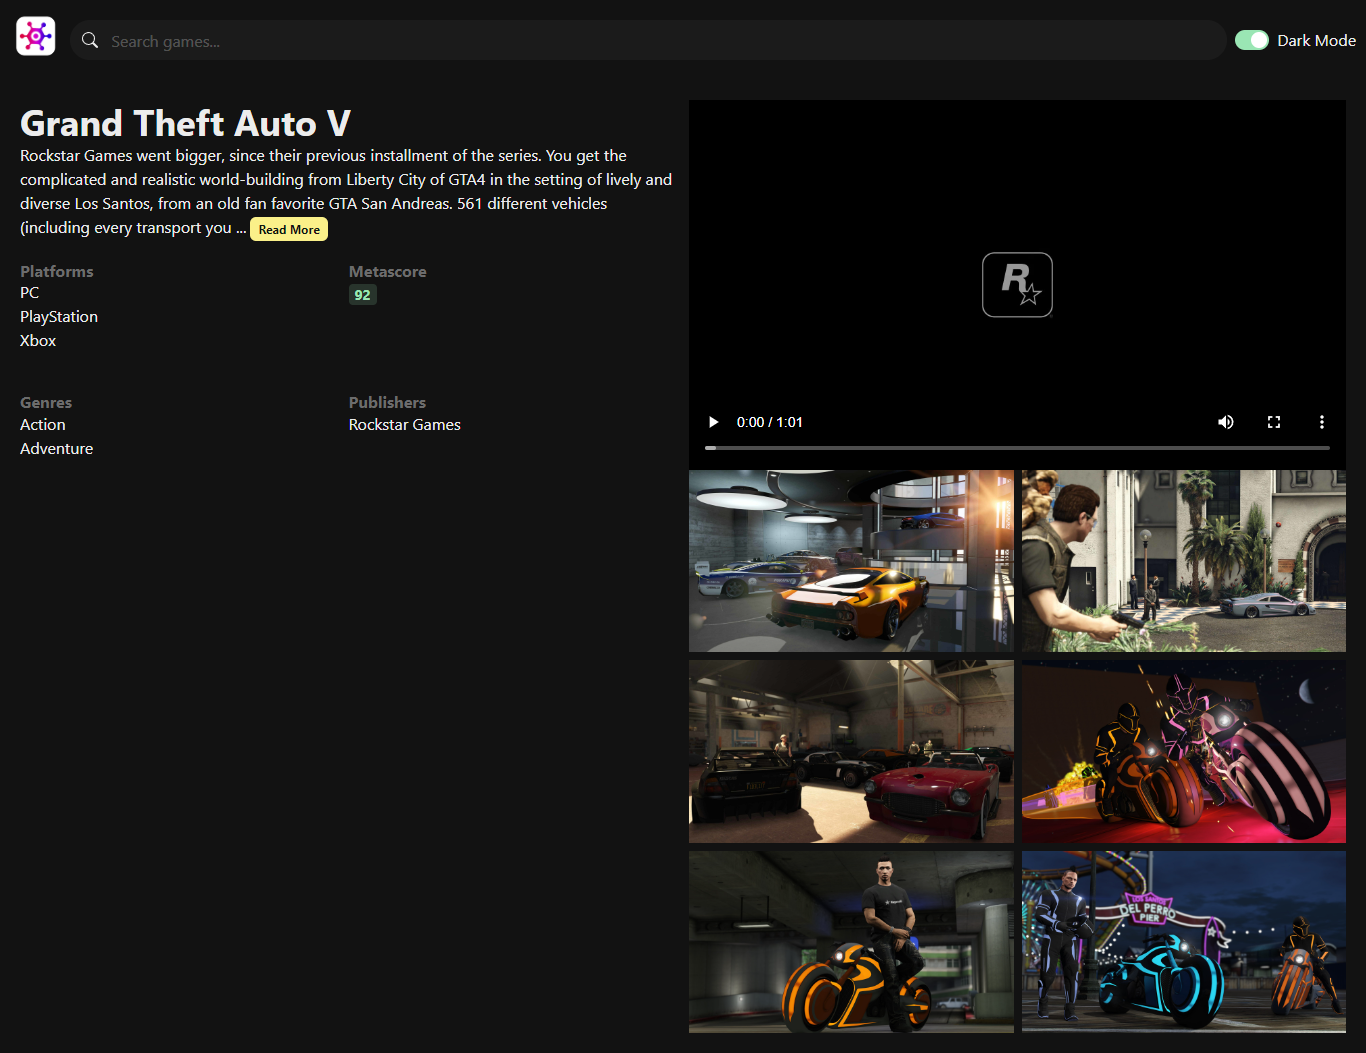 Search games...
Dark Mode
Grand Theft Auto V
Rockstar Games went bigger, since their previous installment of the series. You get the
complicated and realistic world-building from Liberty City of GTA4 in the setting of lively and
diverse Los Santos, from an old fan favorite GTA San Andreas. 561 different vehicles
(including every transport you ... Read More
Platforms
PC
PlayStation
Xbox
Metascore
92
Genres
Action
Adventure
Publishers
Rockstar Games
R
0:00 / 1:01
LOS SANTOS
DEL PERRO
PIER